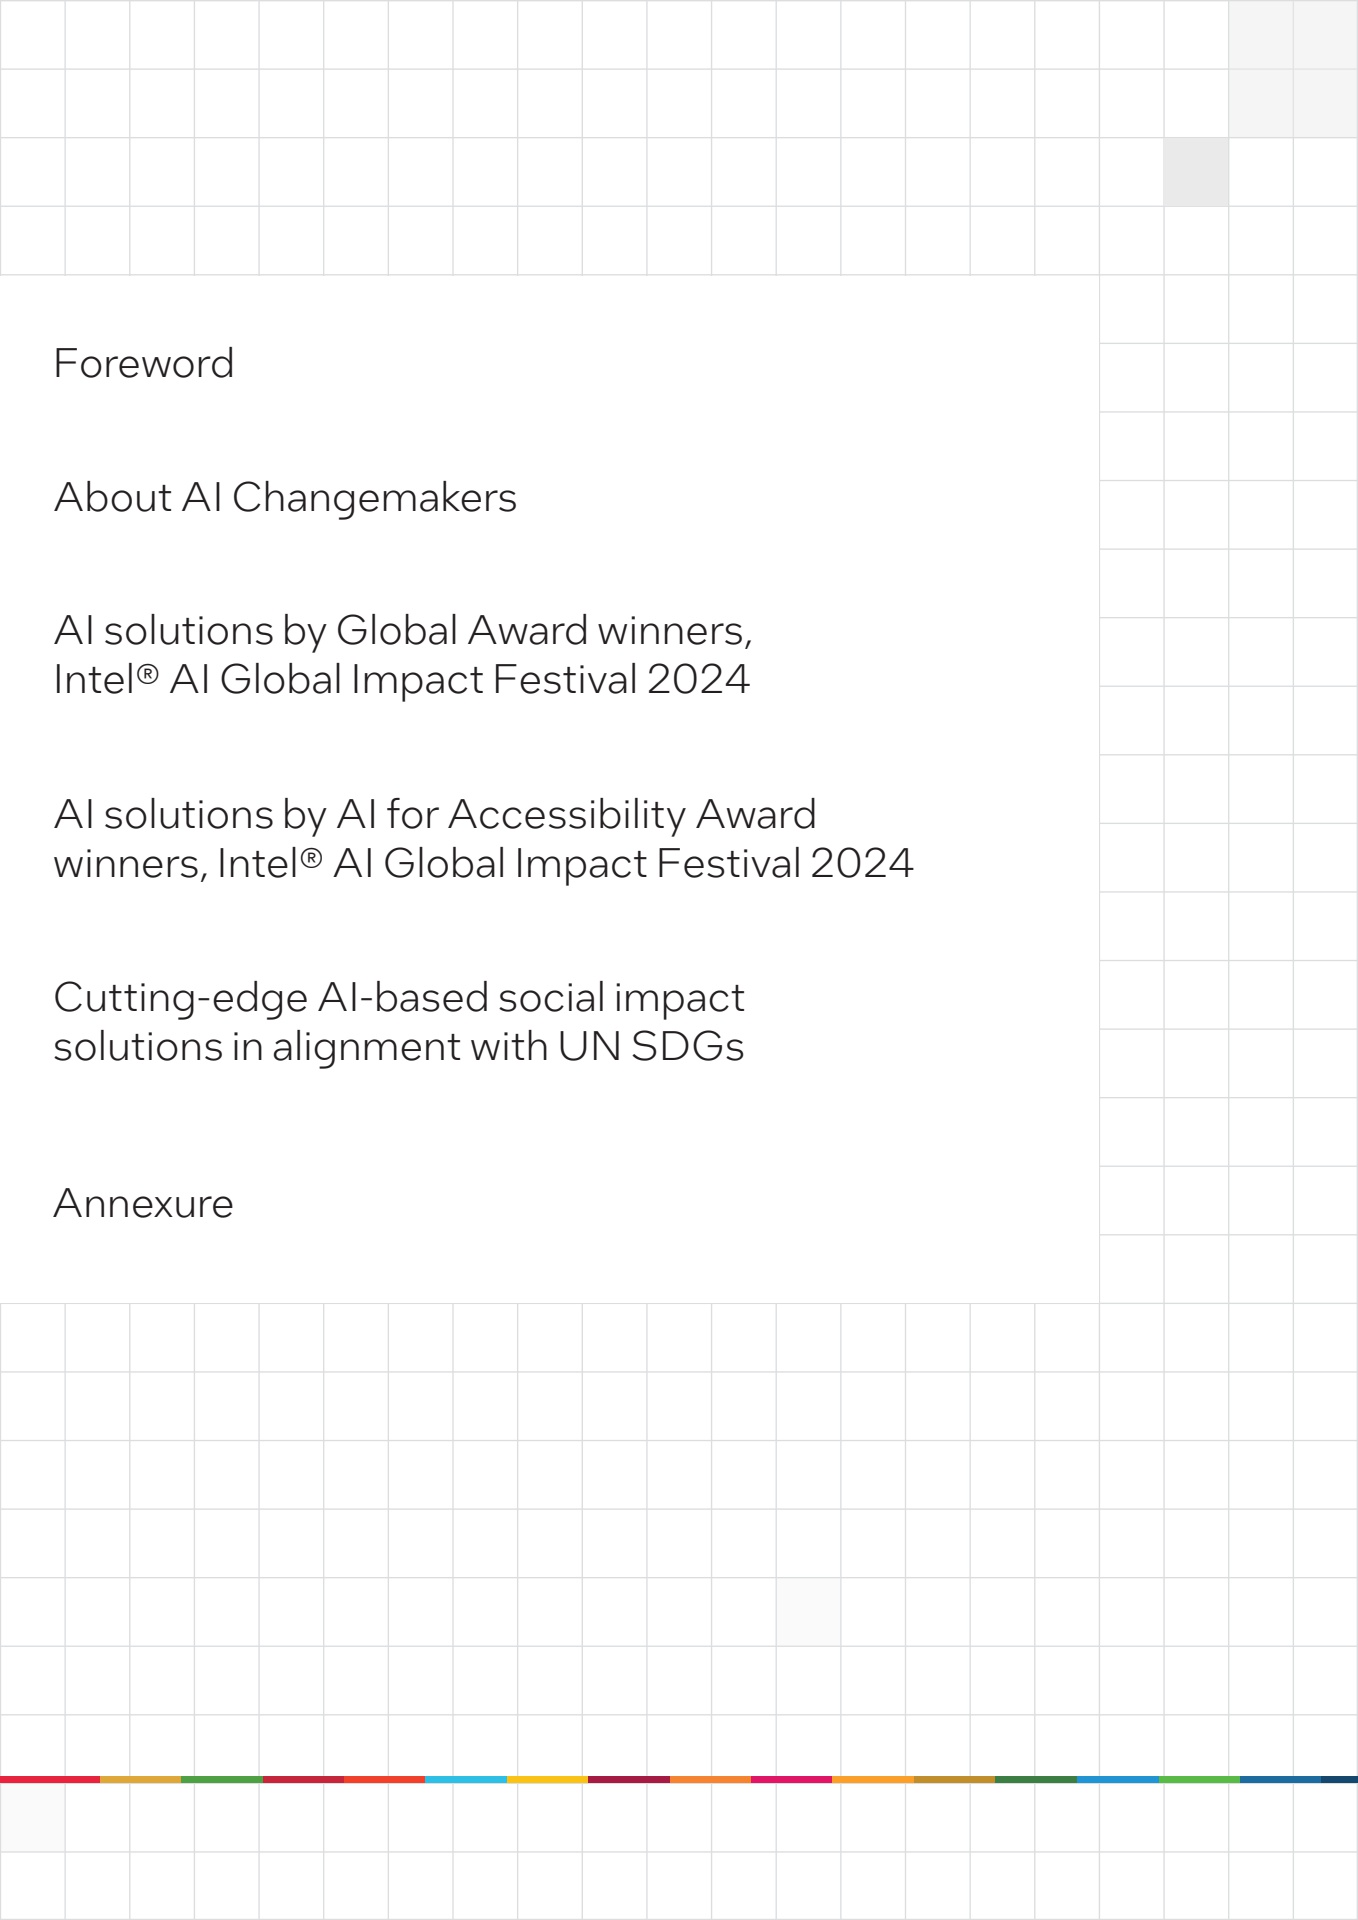 Foreword
About AI Changemakers
AI solutions by Global Award winners,
Intel® AI Global Impact Festival 2024
AI solutions by AI for Accessibility Award
winners, Intel® AI Global Impact Festival 2024
Cutting-edge AI-based social impact
solutions in alignment with UN SDGs
Annexure